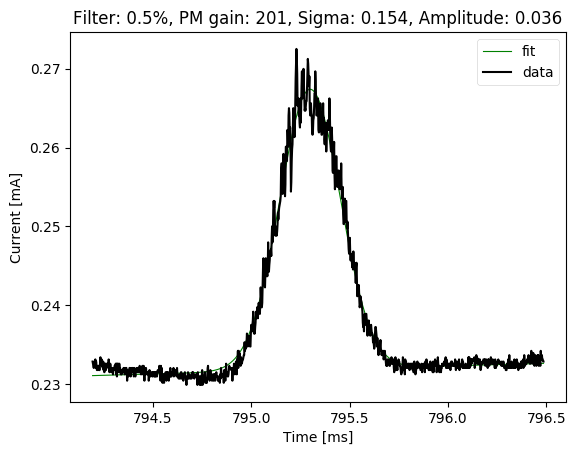 Filter: 0.5%, PM gain: 201, Sigma: 0.154, Amplitude: 0.036
fit
data
0.27
0.26
0.25
0.24
0.23
Current [mA]
794.5
795.0
795.5
796.0
796.5
Time [ms]